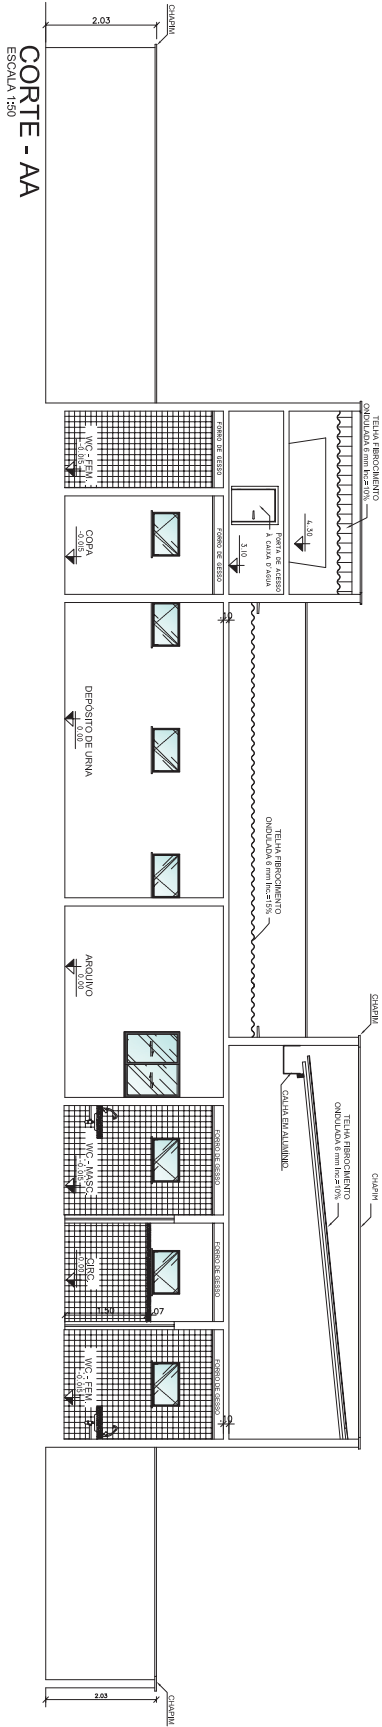 CHAPIM
2.03
CORTE - AA
ESCALA 1:50
TELHA FIBROCIMENTO
ONDULADA 6 mm Inc.=10%
4.30
PORTA DE ACESSO
À CAIXA D'AGUA
3.10
FORRO DE GESSO
WC - FEM.
-0.015
FORRO DE GESSO
COPA
-0.015
.10
DEPÓSITO DE URNA
0.00
TELHA FIBROCIMENTO
ONDULADA 6 mm Inc.=15%
ARQUIVO
0.00
CHAPIM
CALHA EM ALUMÍNIO
TELHA FIBROCIMENTO
ONDULADA 6 mm Inc.=10%
CHAPIM
FORRO DE GESSO
WC - MASC.
-0.015
FORRO DE GESSO
CIRC.
0.00
1.50
.07
FORRO DE GESSO
WC - FEM.
-0.015
.10
CHAPIM
2.03